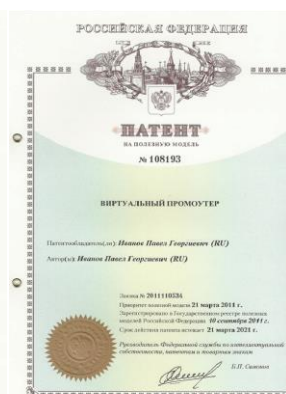 РОССИЙСКАЯ ФЕДЕРАЦИЯ
ПАТЕНТ
НА ПОЛЕЗНУЮ МОДЕЛЬ
№ 108193
ВИРТУАЛЬНЫЙ ПРОМОУТЕР
Патентообладатель(ли): Иванов Павел Георгиевич (RU)
Автор(ы): Иванов Павел Георгиевич (RU)
Заявка № 2011110534
Приоритет полезной модели 21 марта 2011 г.
Зарегистрировано в Государственном реестре полезных
моделей Российской Федерации 10 сентября 2011 г.
Срок действия патента истекает 21 марта 2021 г.
Руководитель Федеральной службы по интеллектуальной
собственности, патентам и товарным знакам
Б.П. Симонов